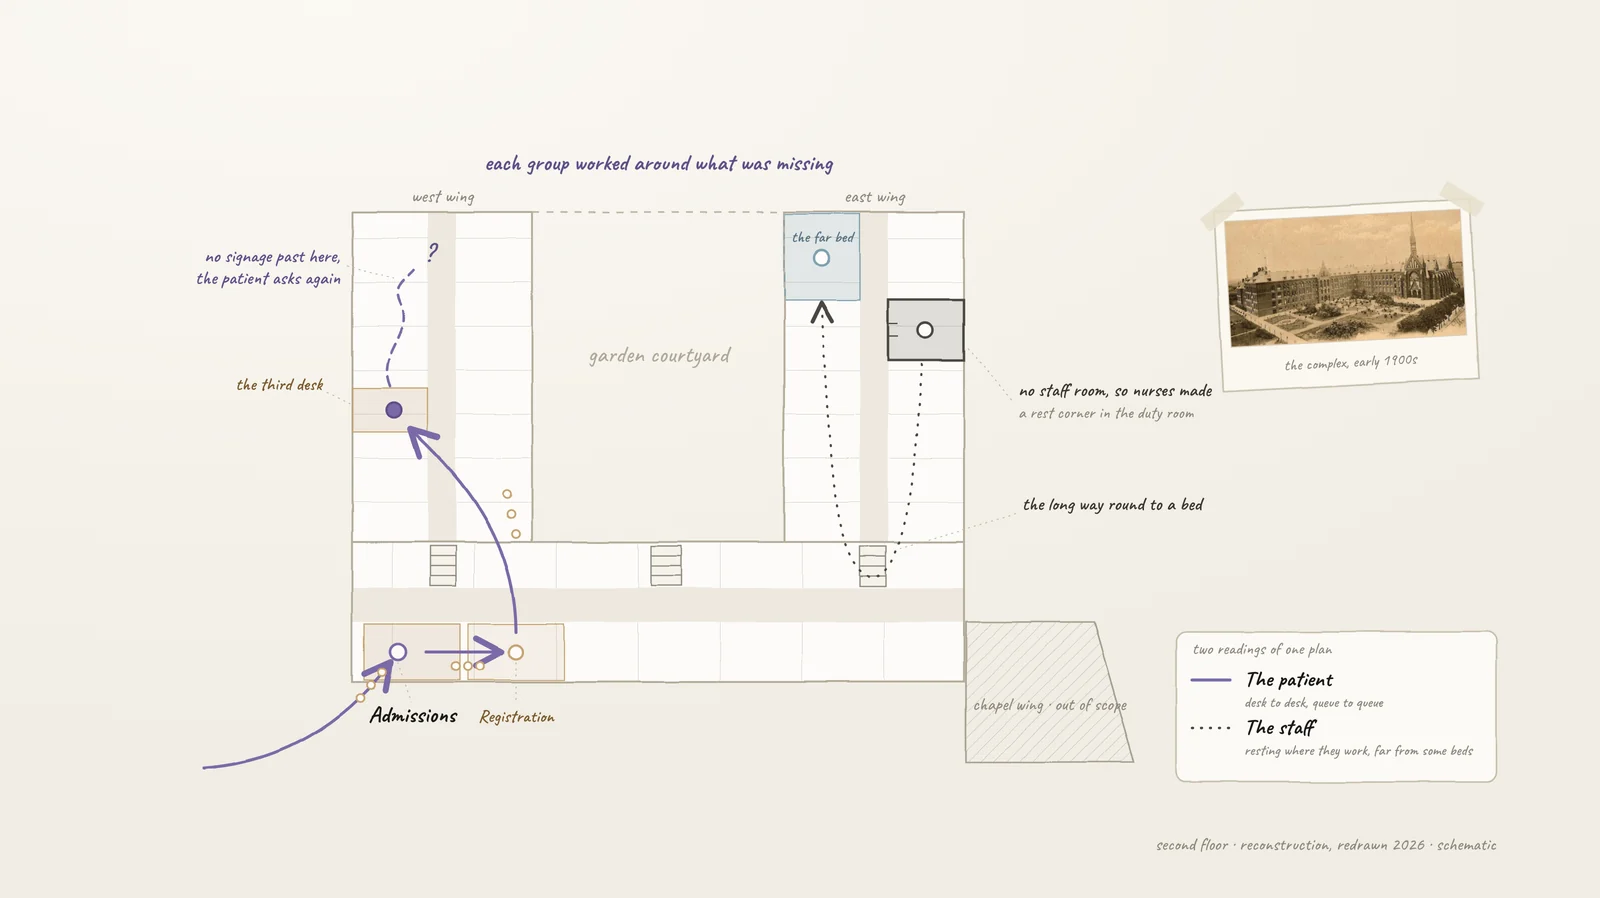 each group worked around what was missing
west wing
east wing
no signage past here,
the patient asks again
?
the far bed
garden courtyard
the third desk
no staff room, so nurses made
a rest corner in the duty room
the long way round to a bed
the complex, early 1900s
Admissions
Registration
chapel wing · out of scope
two readings of one plan
The patient
desk to desk, queue to queue
The staff
resting where they work, far from some beds
second floor · reconstruction, redrawn 2026 · schematic